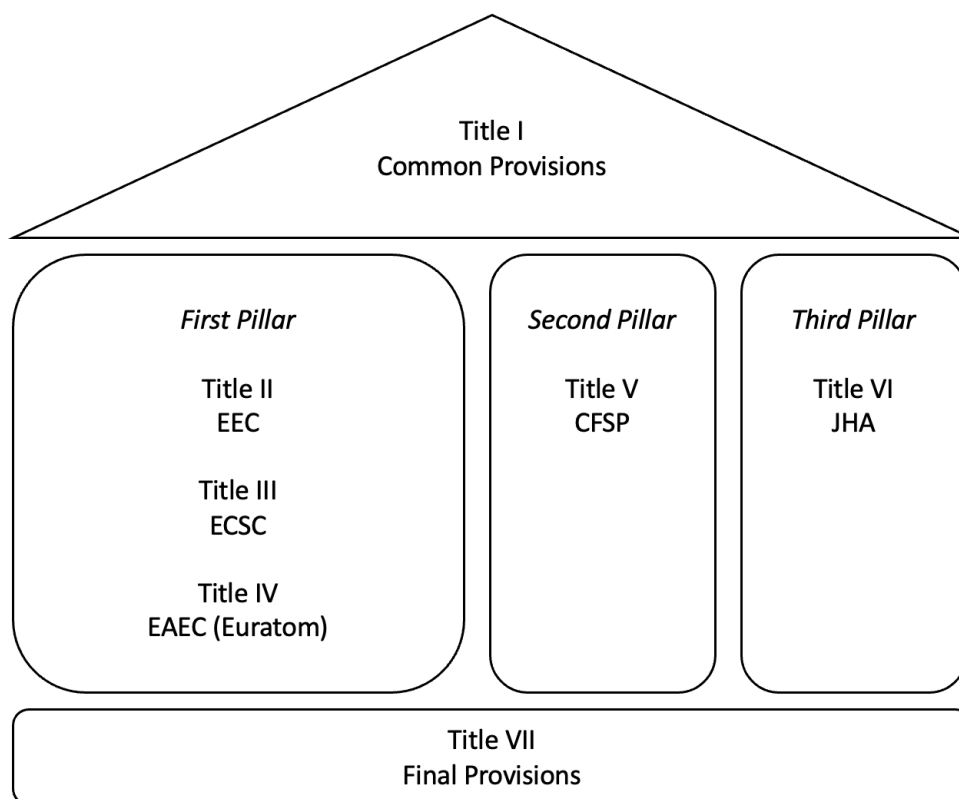 Title I
Common Provisions
First Pillar
Title II
EEC
Title III
ECSC
Title IV
EAEC (Euratom)
Second Pillar
Title V
CFSP
Third Pillar
Title VI
JHA
Title VII
Final Provisions